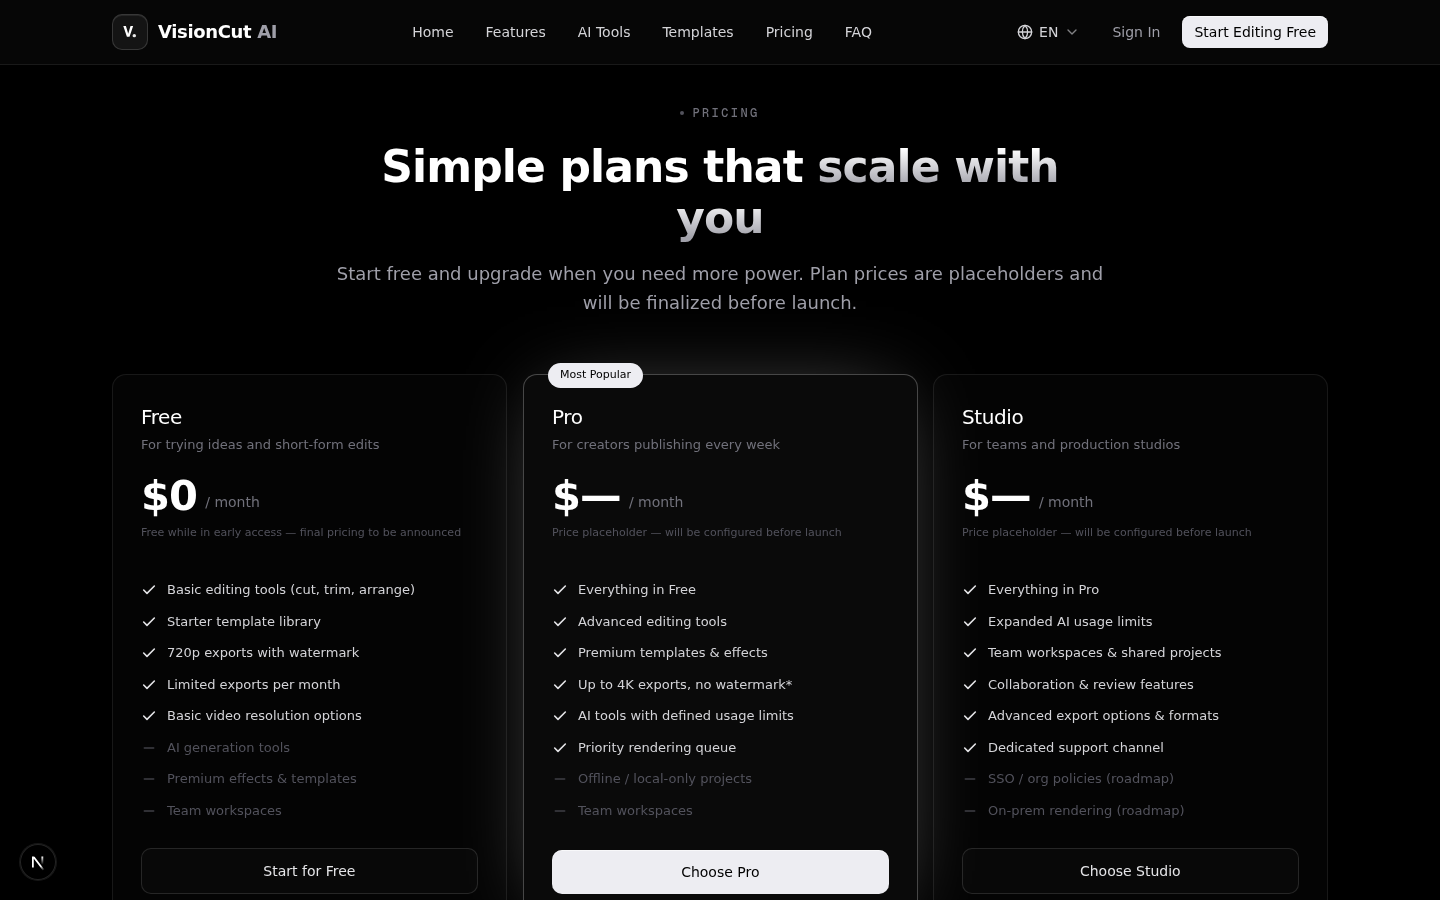 V. VisionCut AI
Home Features AI Tools Templates Pricing FAQ
EN
Sign In
Start Editing Free
PRICING
Simple plans that scale with
you
Start free and upgrade when you need more power. Plan prices are placeholders and
will be finalized before launch.
Free
For trying ideas and short-form edits
$0 / month
Free while in early access — final pricing to be announced
Basic editing tools (cut, trim, arrange)
Starter template library
720p exports with watermark
Limited exports per month
Basic video resolution options
AI generation tools
Premium effects & templates
Team workspaces
Start for Free
Most Popular
Pro
For creators publishing every week
$— / month
Price placeholder — will be configured before launch
Everything in Free
Advanced editing tools
Premium templates & effects
Up to 4K exports, no watermark*
AI tools with defined usage limits
Priority rendering queue
Offline / local-only projects
Team workspaces
Choose Pro
Studio
For teams and production studios
$— / month
Price placeholder — will be configured before launch
Everything in Pro
Expanded AI usage limits
Team workspaces & shared projects
Collaboration & review features
Advanced export options & formats
Dedicated support channel
SSO / org policies (roadmap)
On-prem rendering (roadmap)
Choose Studio
N